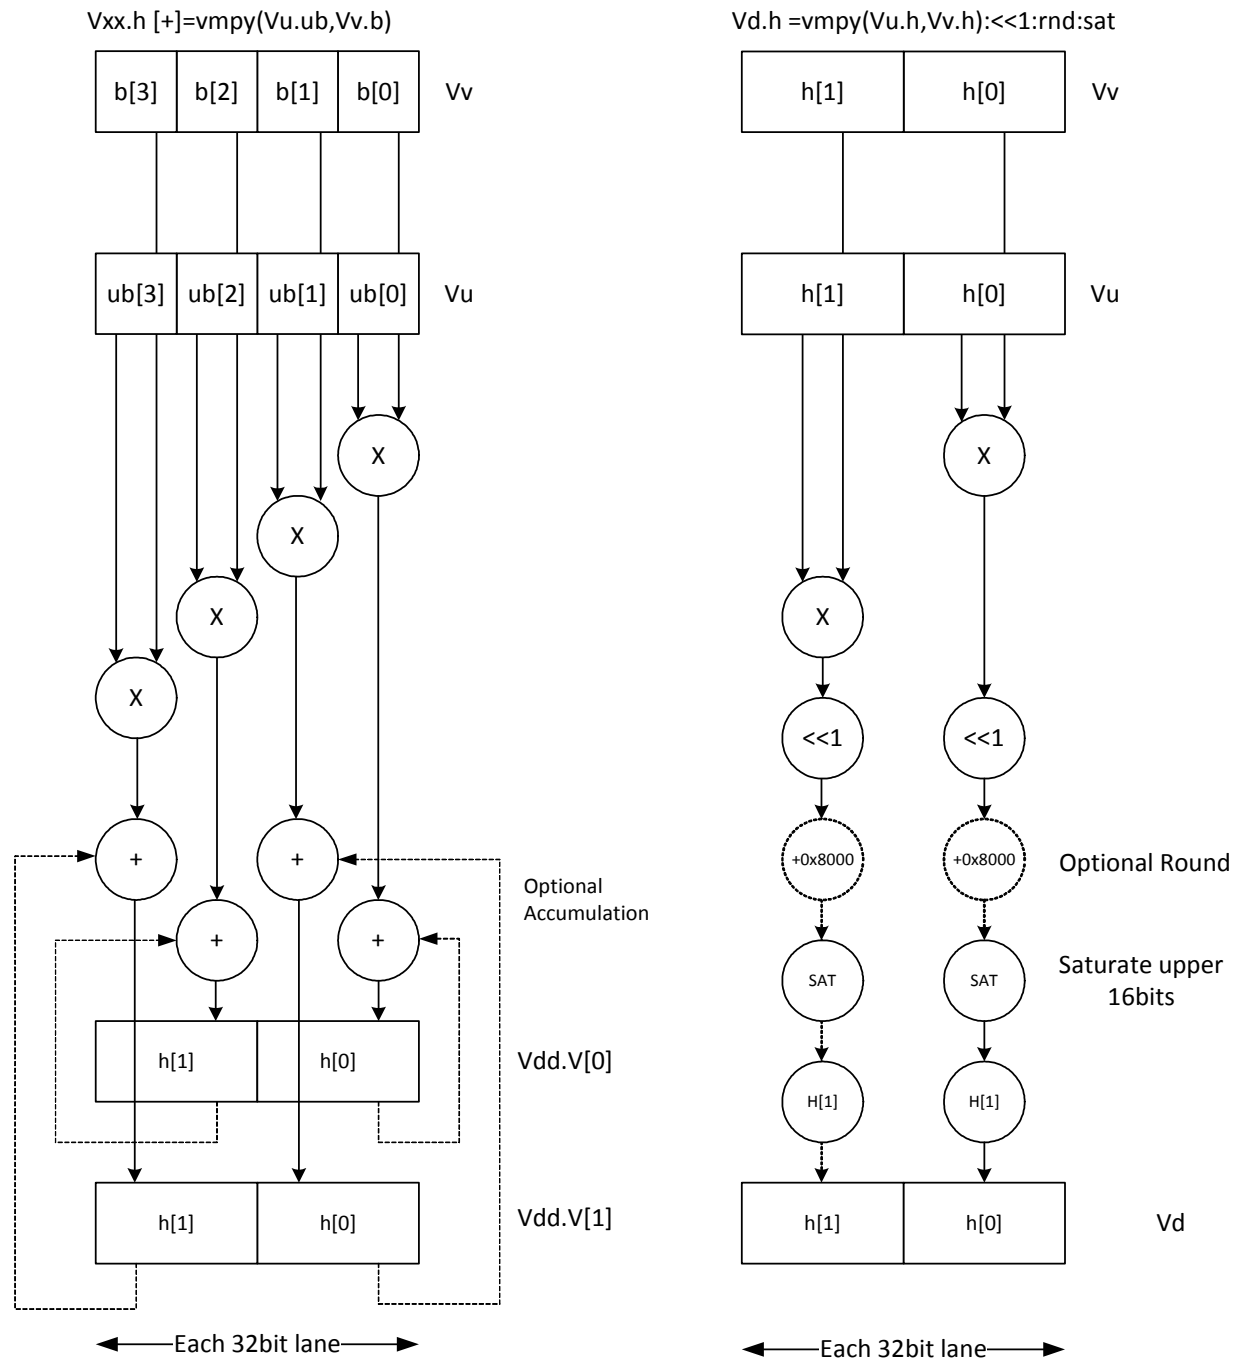 Vxx.h [+]=vmpy(Vu.ub,Vv.b)
Vd.h =vmpy(Vu.h,Vv.h):<<1:rnd:sat
b[3] b[2] b[1] b[0] Vv
h[1] h[0] Vv
ub[3] ub[2] ub[1] ub[0] Vu
h[1] h[0] Vu
X
X
X
X
X
X
<<1 <<1
+ +
+0x8000 +0x8000 Optional Round
Optional
Accumulation
+ +
SAT SAT
Saturate upper
16bits
h[1] h[0] Vdd.V[0]
H[1] H[1]
h[1] h[0] Vdd.V[1]
h[1] h[0] Vd
Each 32bit lane
Each 32bit lane